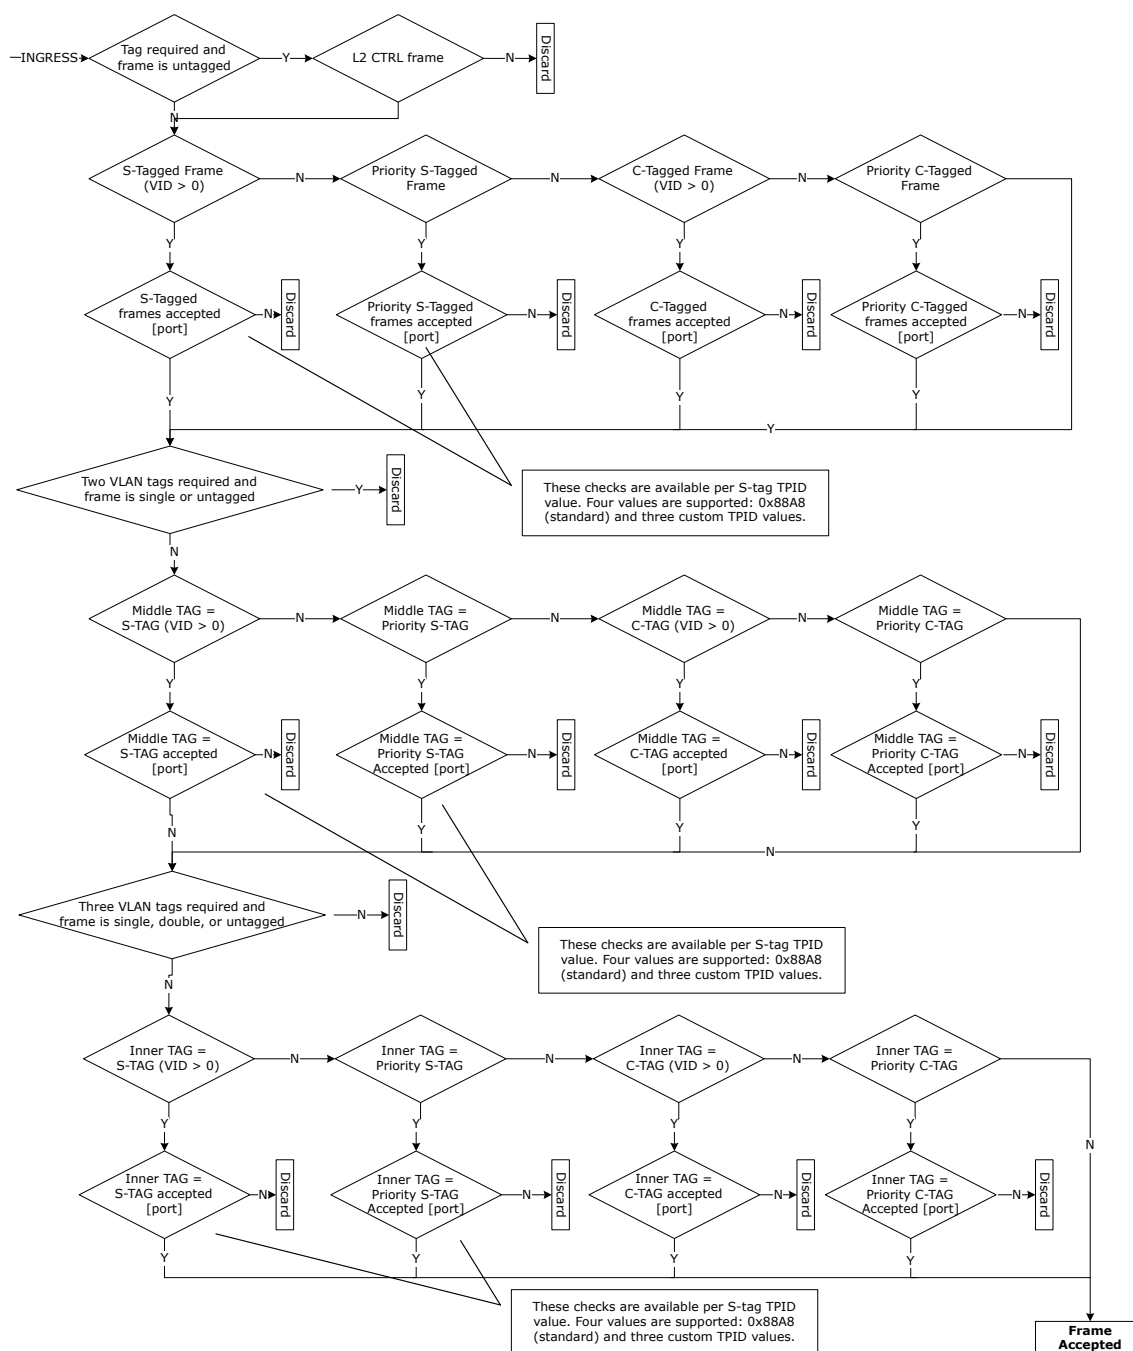 INGRESS
Tag required and
frame is untagged
Y
L2 CTRL frame
N
Discard
N
S-Tagged Frame
(VID > 0)
N
Priority S-Tagged
Frame
N
C-Tagged Frame
(VID > 0)
N
Priority C-Tagged
Frame
Y
Y
Y
Y
S-Tagged
frames accepted
[port]
N
Discard
Priority S-Tagged
frames accepted
[port]
N
Discard
C-Tagged
frames accepted
[port]
N
Discard
Priority C-Tagged
frames accepted
[port]
N
Discard
Y
Y
Y
Y
Y
Two VLAN tags required and
frame is single or untagged
Y
Discard
These checks are available per S-tag TPID
value. Four values are supported: 0x88A8
(standard) and three custom TPID values.
N
Middle TAG =
S-TAG (VID > 0)
N
Middle TAG =
Priority S-TAG
N
Middle TAG =
C-TAG (VID > 0)
N
Middle TAG =
Priority C-TAG
Y
Y
Y
Y
Middle TAG =
S-TAG accepted
[port]
N
Discard
Middle TAG =
Priority S-TAG
Accepted [port]
N
Discard
Middle TAG =
C-TAG accepted
[port]
N
Discard
Middle TAG =
Priority C-TAG
Accepted [port]
N
Discard
N
Y
Y
Y
N
Three VLAN tags required and
frame is single, double, or untagged
N
Discard
These checks are available per S-tag TPID
value. Four values are supported: 0x88A8
(standard) and three custom TPID values.
N
Inner TAG =
S-TAG (VID > 0)
N
Inner TAG =
Priority S-TAG
N
Inner TAG =
C-TAG (VID > 0)
N
Inner TAG =
Priority C-TAG
Y
Y
Y
Y
N
Inner TAG =
S-TAG accepted
[port]
N
Discard
Inner TAG =
Priority S-TAG
Accepted [port]
N
Discard
Inner TAG =
C-TAG accepted
[port]
N
Discard
Inner TAG =
Priority C-TAG
Accepted [port]
N
Discard
Y
Y
Y
Y
These checks are available per S-tag TPID
value. Four values are supported: 0x88A8
(standard) and three custom TPID values.
Frame
Accepted